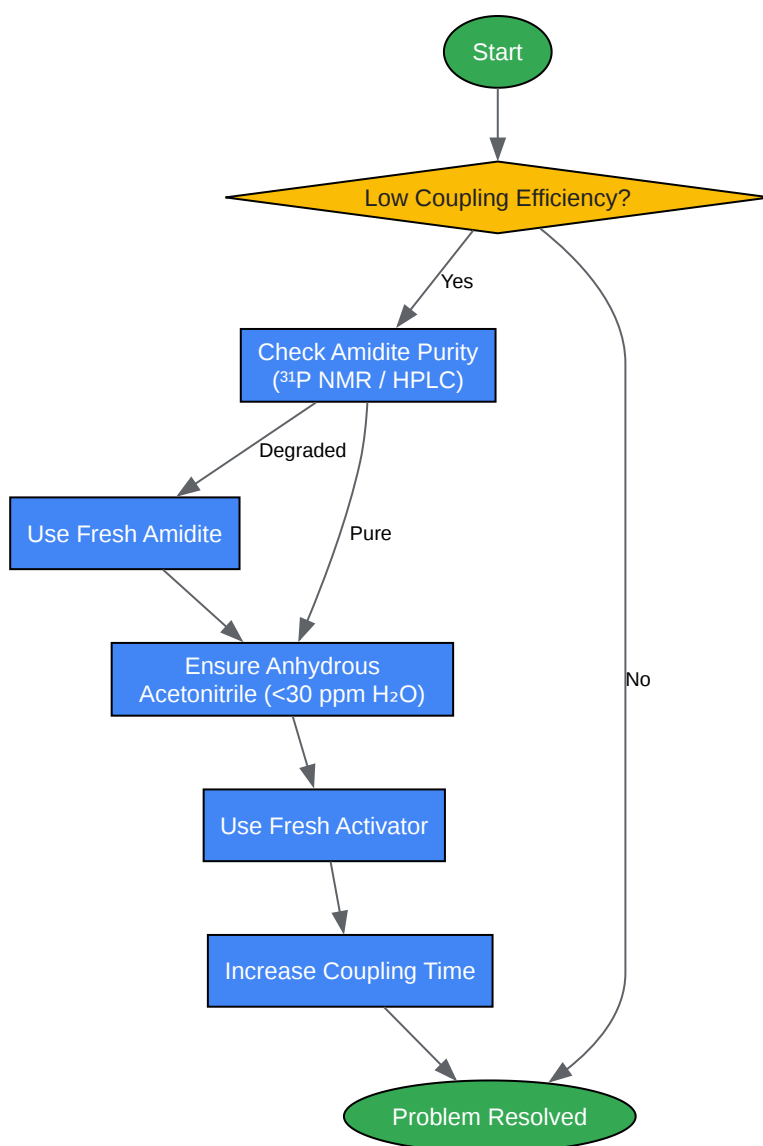 Start
Low Coupling Efficiency?
Yes
Check Amidite Purity
(³¹P NMR / HPLC)
Degraded
Use Fresh Amidite
Pure
Ensure Anhydrous
Acetonitrile (<30 ppm H₂O)
No
Use Fresh Activator
Increase Coupling Time
Problem Resolved